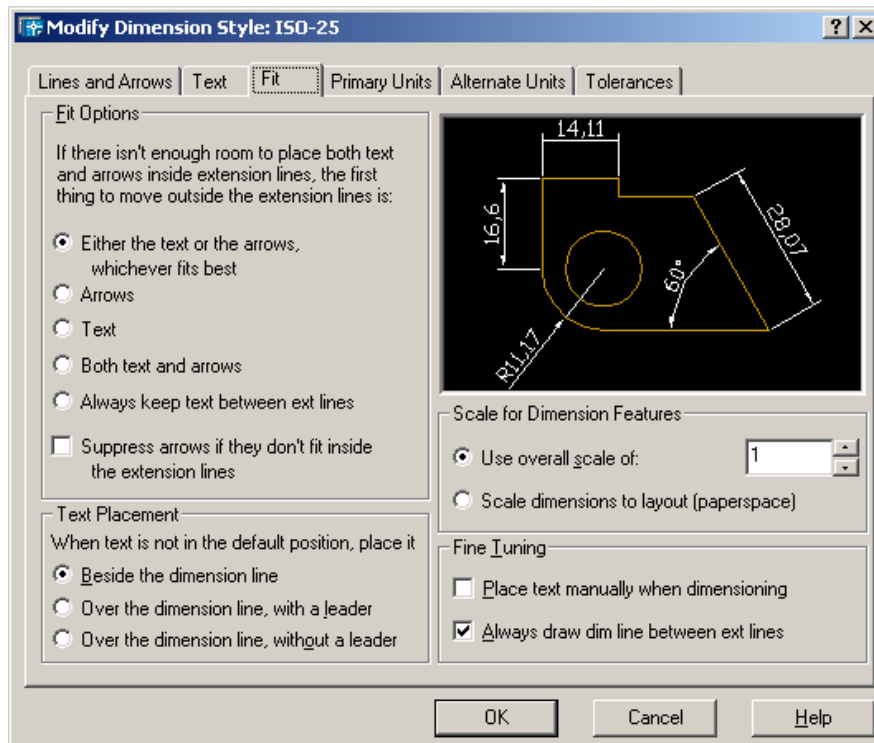 Modify Dimension Style: ISO-25
Lines and Arrows Text Fit Primary Units Alternate Units Tolerances
Fit Options
If there isn't enough room to place both text
and arrows inside extension lines, the first
thing to move outside the extension lines is:
Either the text or the arrows,
whichever fits best
Arrows
Text
Both text and arrows
Always keep text between ext lines
Suppress arrows if they don't fit inside
the extension lines
Text Placement
When text is not in the default position, place it
Beside the dimension line
Over the dimension line, with a leader
Over the dimension line, without a leader
14,11
16,6
28,07
60°
R11,17
Scale for Dimension Features
Use overall scale of: 1
Scale dimensions to layout (paperspace)
Fine Tuning
Place text manually when dimensioning
Always draw dim line between ext lines
OK Cancel Help